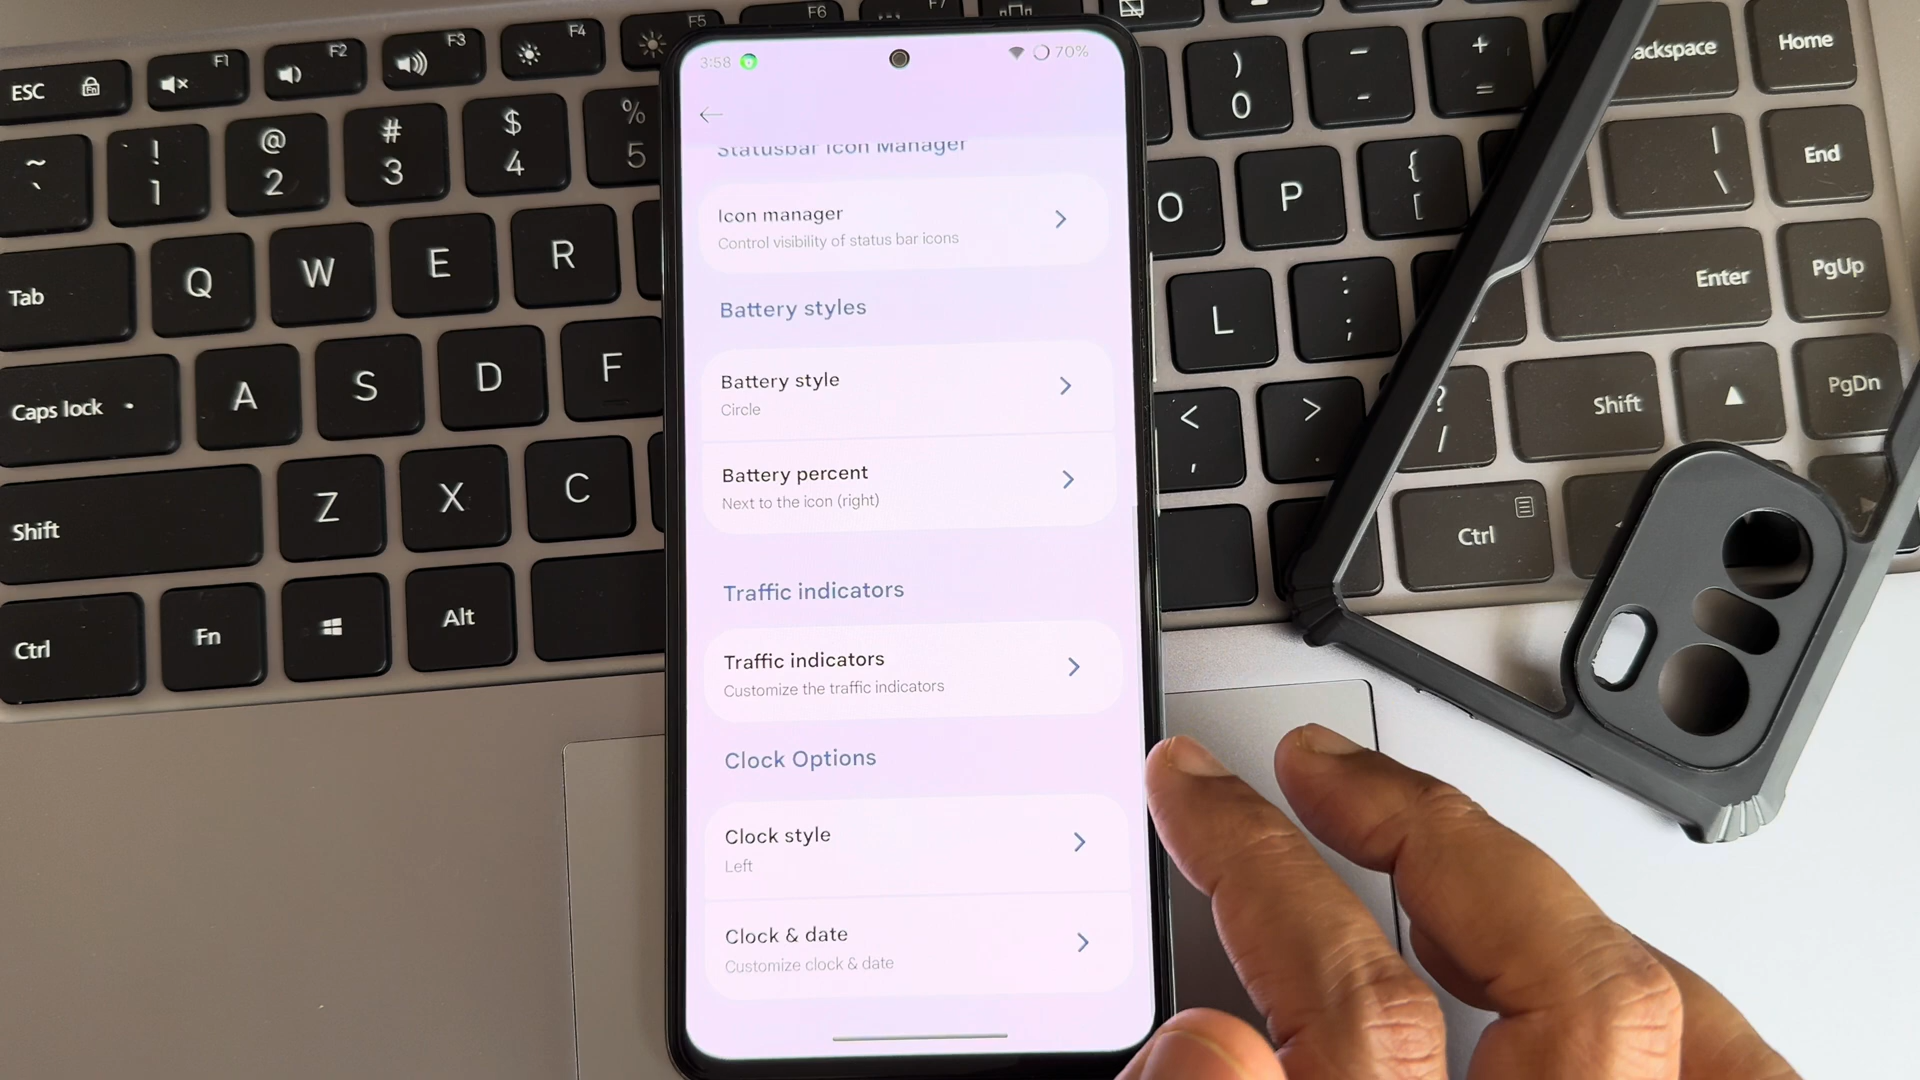 F1 F2 F3 F4 F5 F6 F7
ESC Fn
~ `
! 1
@ 2
# 3
$ 4
% 5
) 0
_ -
+ =
Backspace
Home
Tab
Q W E R
O P
{ [
| \
End
A S D F
Caps lock
L
: ;
Enter
PgUp
Shift
Z X C
< ,
> .
? /
Shift
PgDn
Ctrl Fn Alt
Ctrl
3:58
70%
Statusbar Icon Manager
Icon manager
Control visibility of status bar icons
Battery styles
Battery style
Circle
Battery percent
Next to the icon (right)
Traffic indicators
Traffic indicators
Customize the traffic indicators
Clock Options
Clock style
Left
Clock & date
Customize clock & date